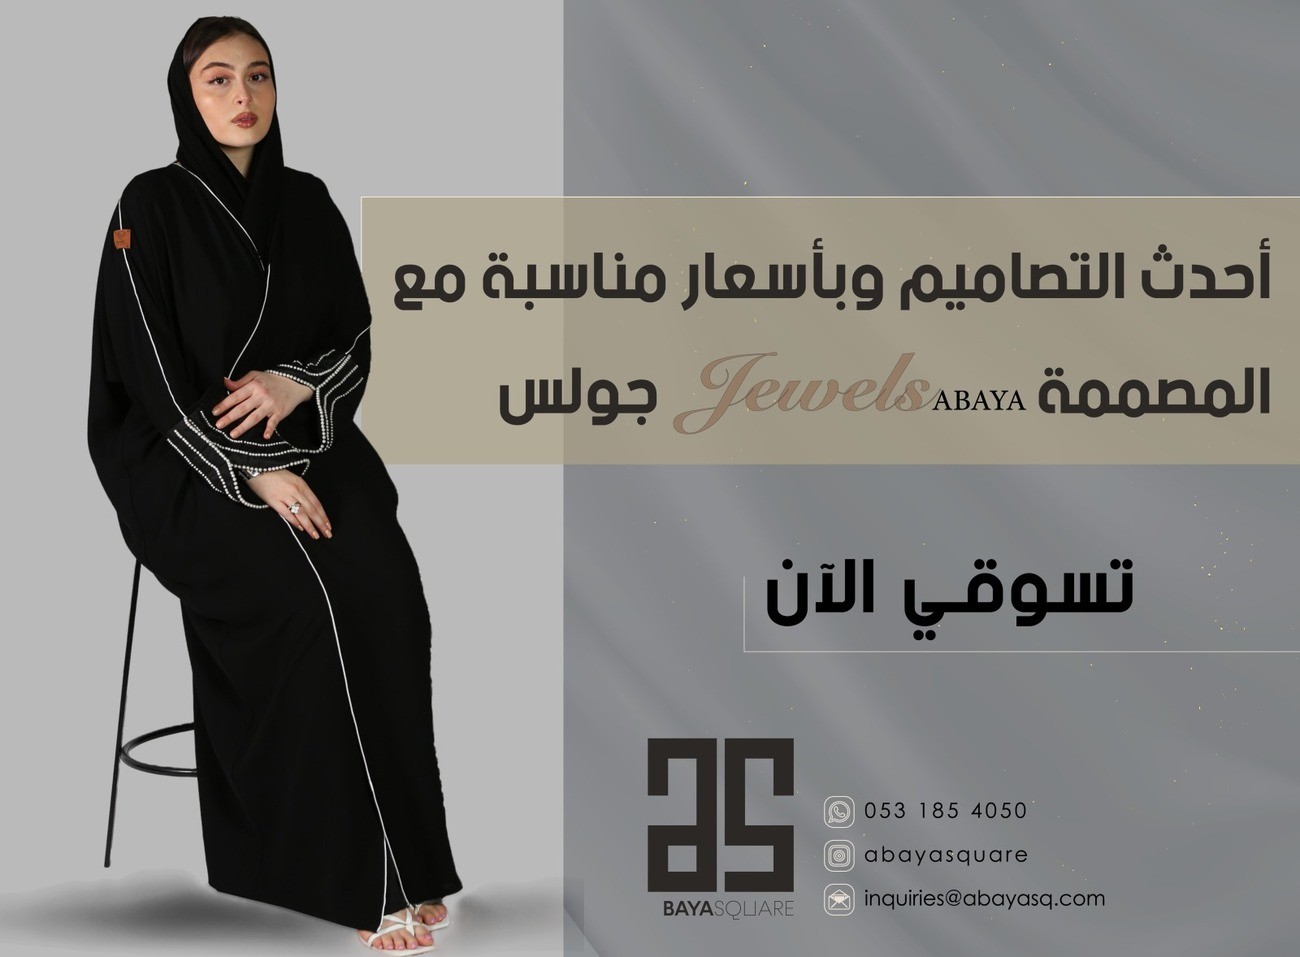 أحدث التصاميم وبأسعار مناسبة مع
المصممة ABAYA Jewels جولس
تسوقي الآن
as
BAYASQUARE
053 185 4050
abayasquare
inquiries@abayasq.com